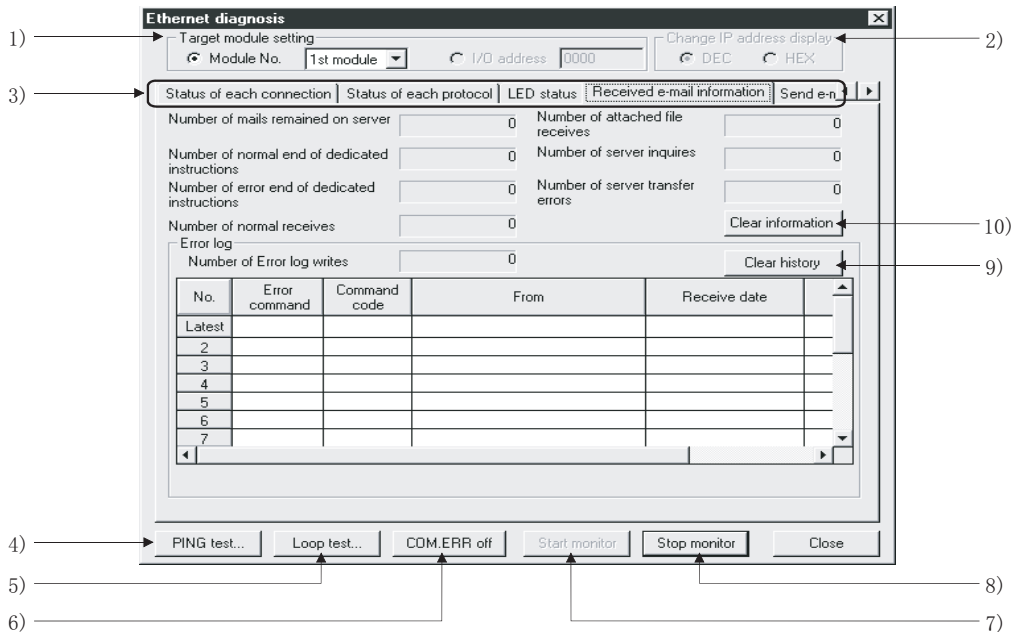 Ethernet diagnosis
1)
Target module setting
Module No.
1st module
I/O address
0000
Change IP address display
DEC
HEX
2)
3)
Status of each connection
Status of each protocol
LED status
Received e-mail information
Send e-n
Number of mails remained on server
0
Number of attached file
receives
0
Number of normal end of dedicated
instructions
0
Number of server inquires
0
Number of error end of dedicated
instructions
0
Number of server transfer
errors
0
Number of normal receives
0
Clear information
10)
Error log
Number of Error log writes
0
Clear history
9)
No.
Error
command
Command
code
From
Receive date
Latest
2
3
4
5
6
7
4)
PING test...
Loop test...
COM.ERR off
Start monitor
Stop monitor
Close
5)
8)
6)
7)